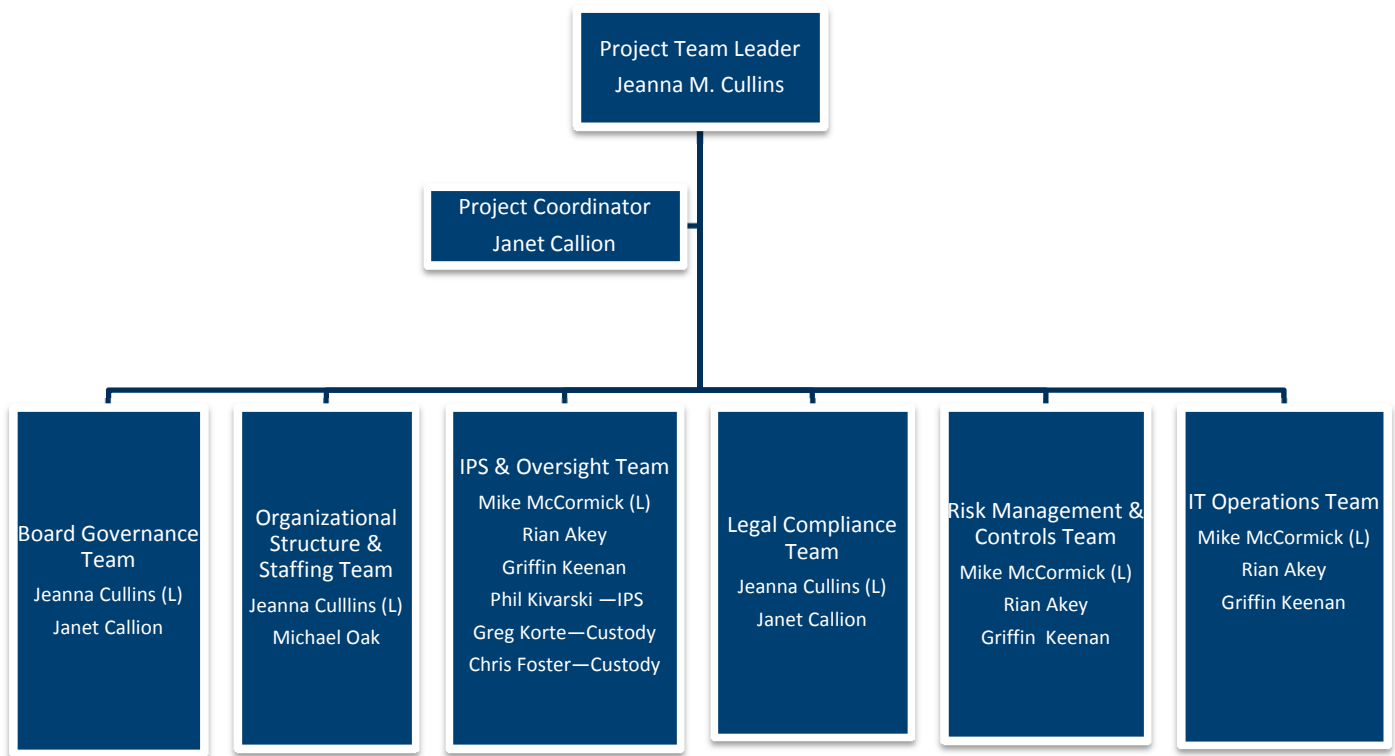 Project Team Leader
Jeanna M. Cullins
Project Coordinator
Janet Callion
Board Governance
Team
Jeanna Cullins (L)
Janet Callion
Organizational
Structure &
Staffing Team
Jeanna Culllins (L)
Michael Oak
IPS & Oversight Team
Mike McCormick (L)
Rian Akey
Griffin Keenan
Phil Kivarski —IPS
Greg Korte—Custody
Chris Foster—Custody
Legal Compliance
Team
Jeanna Cullins (L)
Janet Callion
Risk Management &
Controls Team
Mike McCormick (L)
Rian Akey
Griffin  Keenan
IT Operations Team
Mike McCormick (L)
Rian Akey
Griffin Keenan